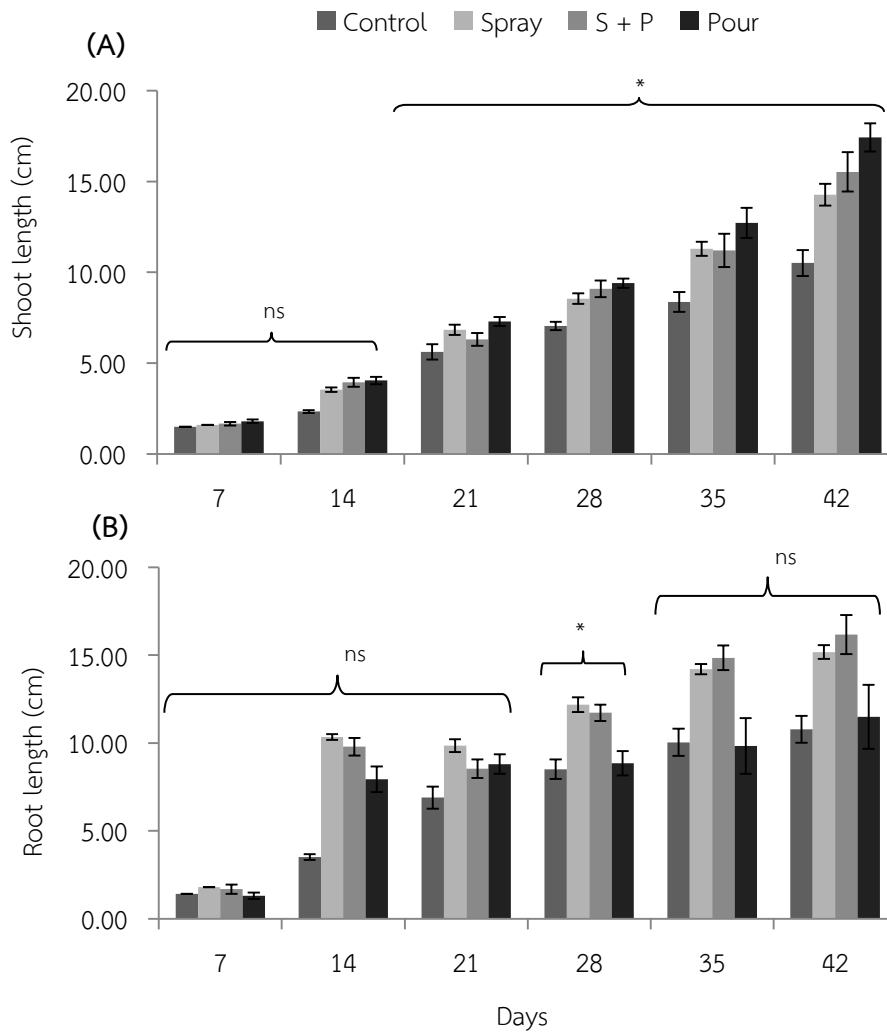 Control Spray S + P Pour
(A)
*
20.00
15.00
10.00
5.00
0.00
Shoot length (cm)
ns
7 14 21 28 35 42
(B)
20.00
15.00
10.00
5.00
0.00
Root length (cm)
ns
*
ns
7 14 21 28 35 42
Days